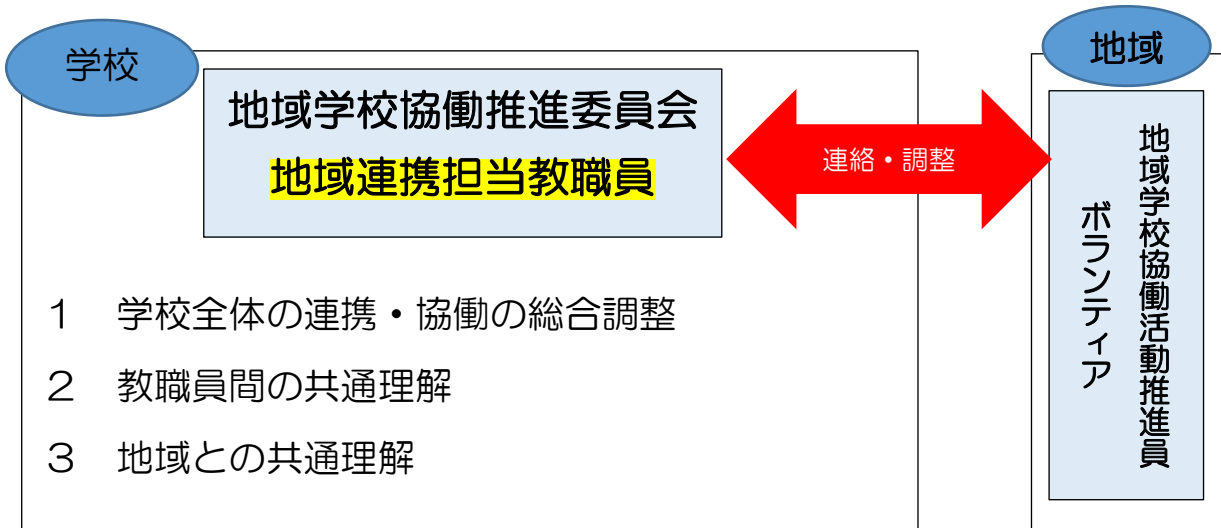 学校
地域学校協働推進委員会
地域連携担当教職員
連絡・調整
地域
地域学校協働活動推進員
ボランティア
１　学校全体の連携・協働の総合調整
２　教職員間の共通理解
３　地域との共通理解